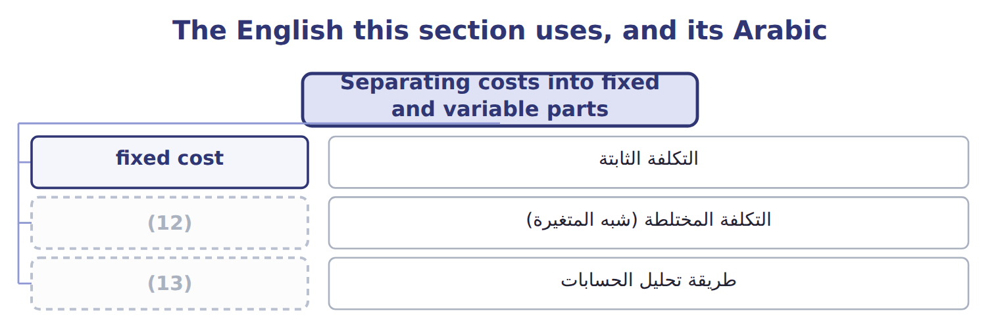 The English this section uses, and its Arabic
Separating costs into fixed
and variable parts
fixed cost
التكلفة الثابتة
(12)
التكلفة المختلطة (شبه المتغيرة)
(13)
طريقة تحليل الحسابات